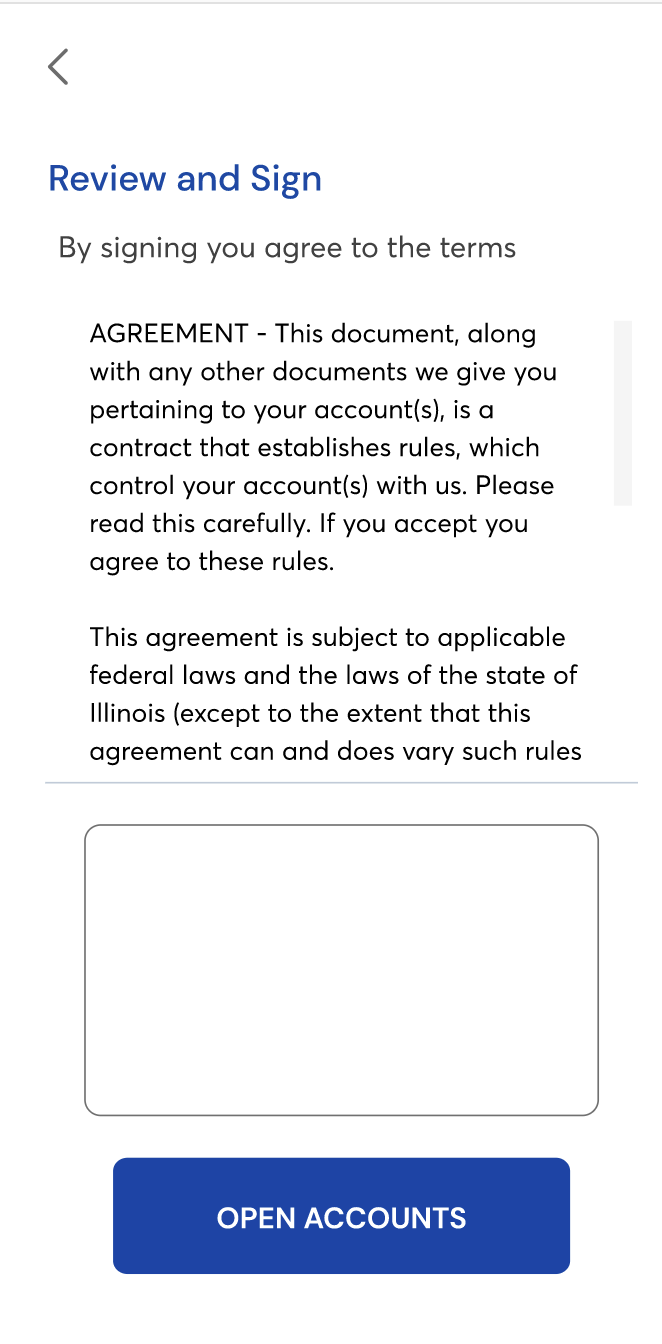 Review and Sign
By signing you agree to the terms
AGREEMENT - This document, along
with any other documents we give you
pertaining to your account(s), is a
contract that establishes rules, which
control your account(s) with us. Please
read this carefully. If you accept you
agree to these rules.
This agreement is subject to applicable
federal laws and the laws of the state of
Illinois (except to the extent that this
agreement can and does vary such rules
OPEN ACCOUNTS